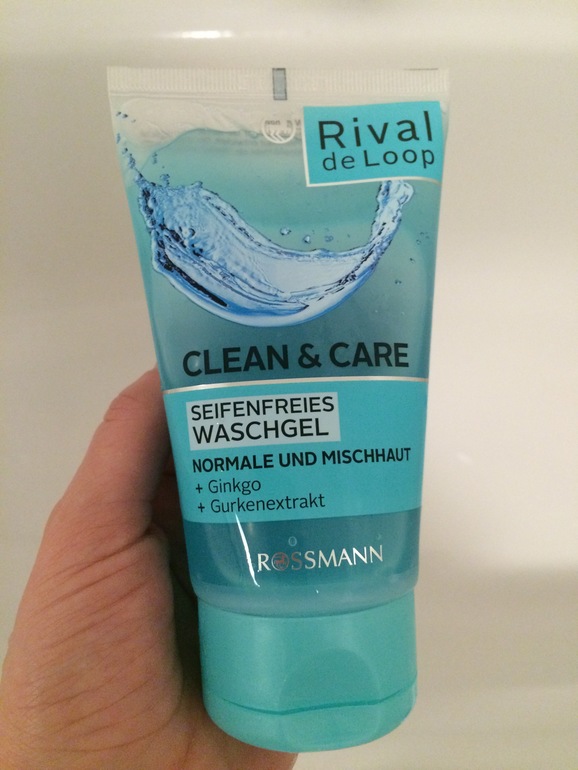 Rival
de Loop
CLEAN & CARE
SEIFENFREIES
WASCHGEL
NORMALE UND MISCHHAUT
+ Ginkgo
+ Gurkenextrakt
ROSSMANN